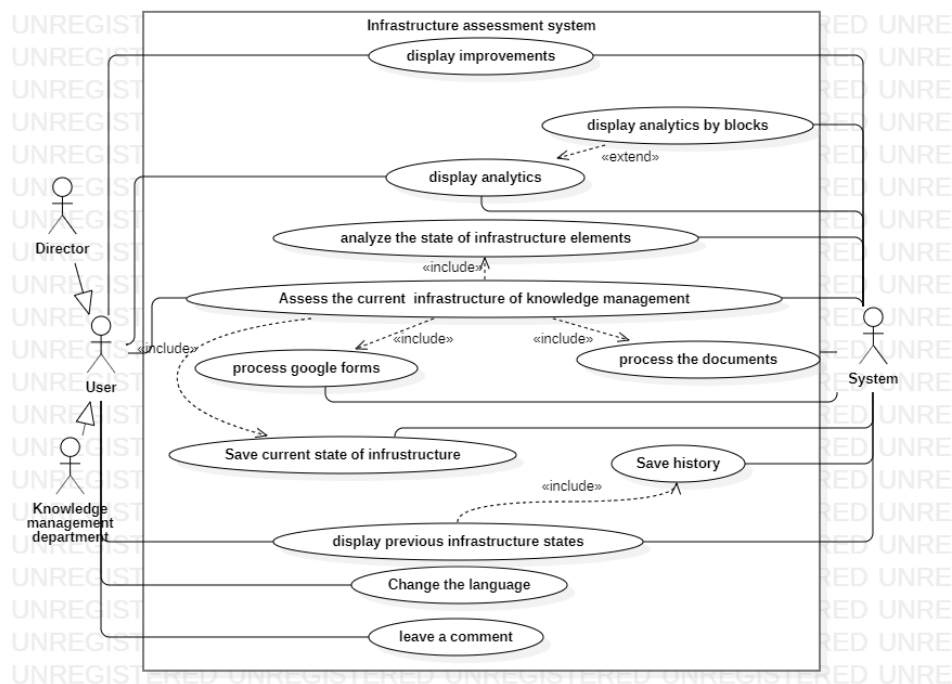 Infrastructure assessment system
display improvements
display analytics by blocks
«extend»
display analytics
Director
analyze the state of infrastructure elements
«include»
Assess the current infrastructure of knowledge management
«include»
«include»
«include»
process google forms
process the documents
User
System
Save current state of infrustructure
Save history
«include»
Knowledge
management
department
display previous infrastructure states
Change the language
leave a comment
UNREGISTERED UNREGISTERED